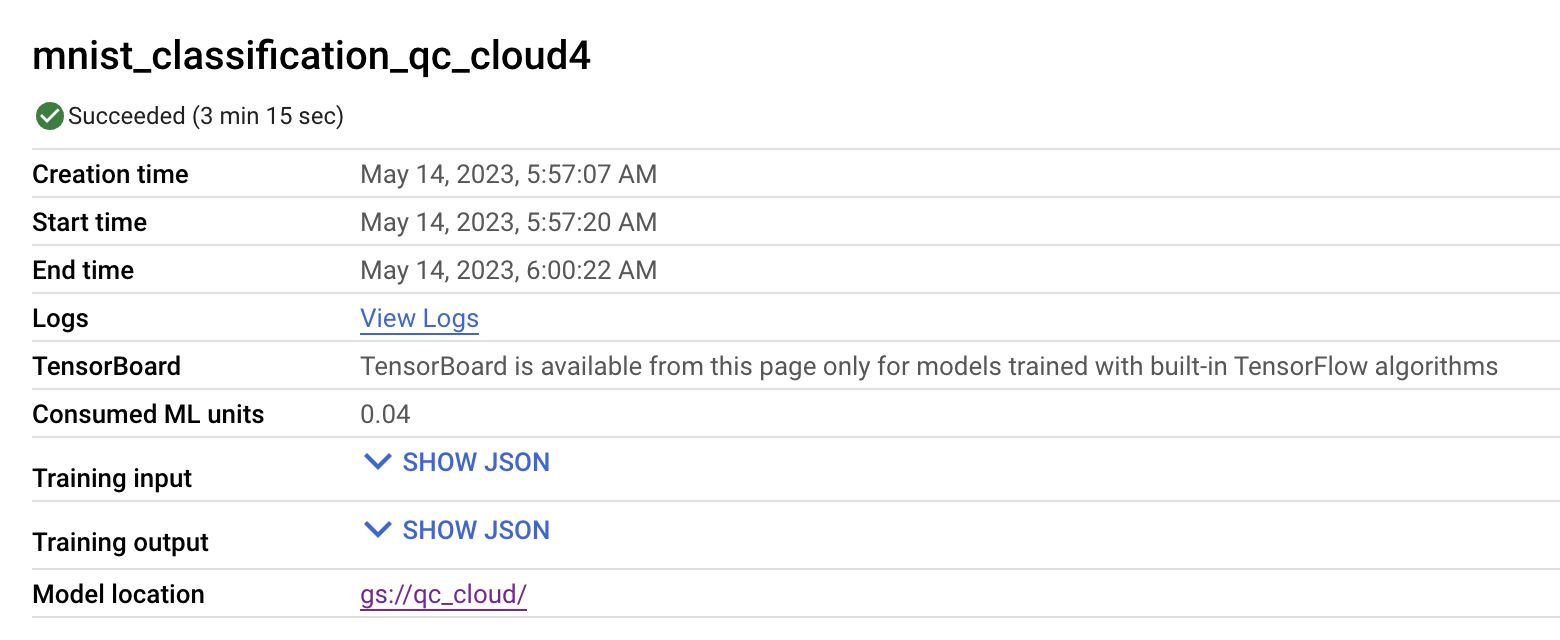 mnist_classification_qc_cloud4
Succeeded (3 min 15 sec)
Creation time May 14, 2023, 5:57:07 AM
Start time May 14, 2023, 5:57:20 AM
End time May 14, 2023, 6:00:22 AM
Logs View Logs
TensorBoard TensorBoard is available from this page only for models trained with built-in TensorFlow algorithms
Consumed ML units 0.04
Training input SHOW JSON
Training output SHOW JSON
Model location gs://qc_cloud/